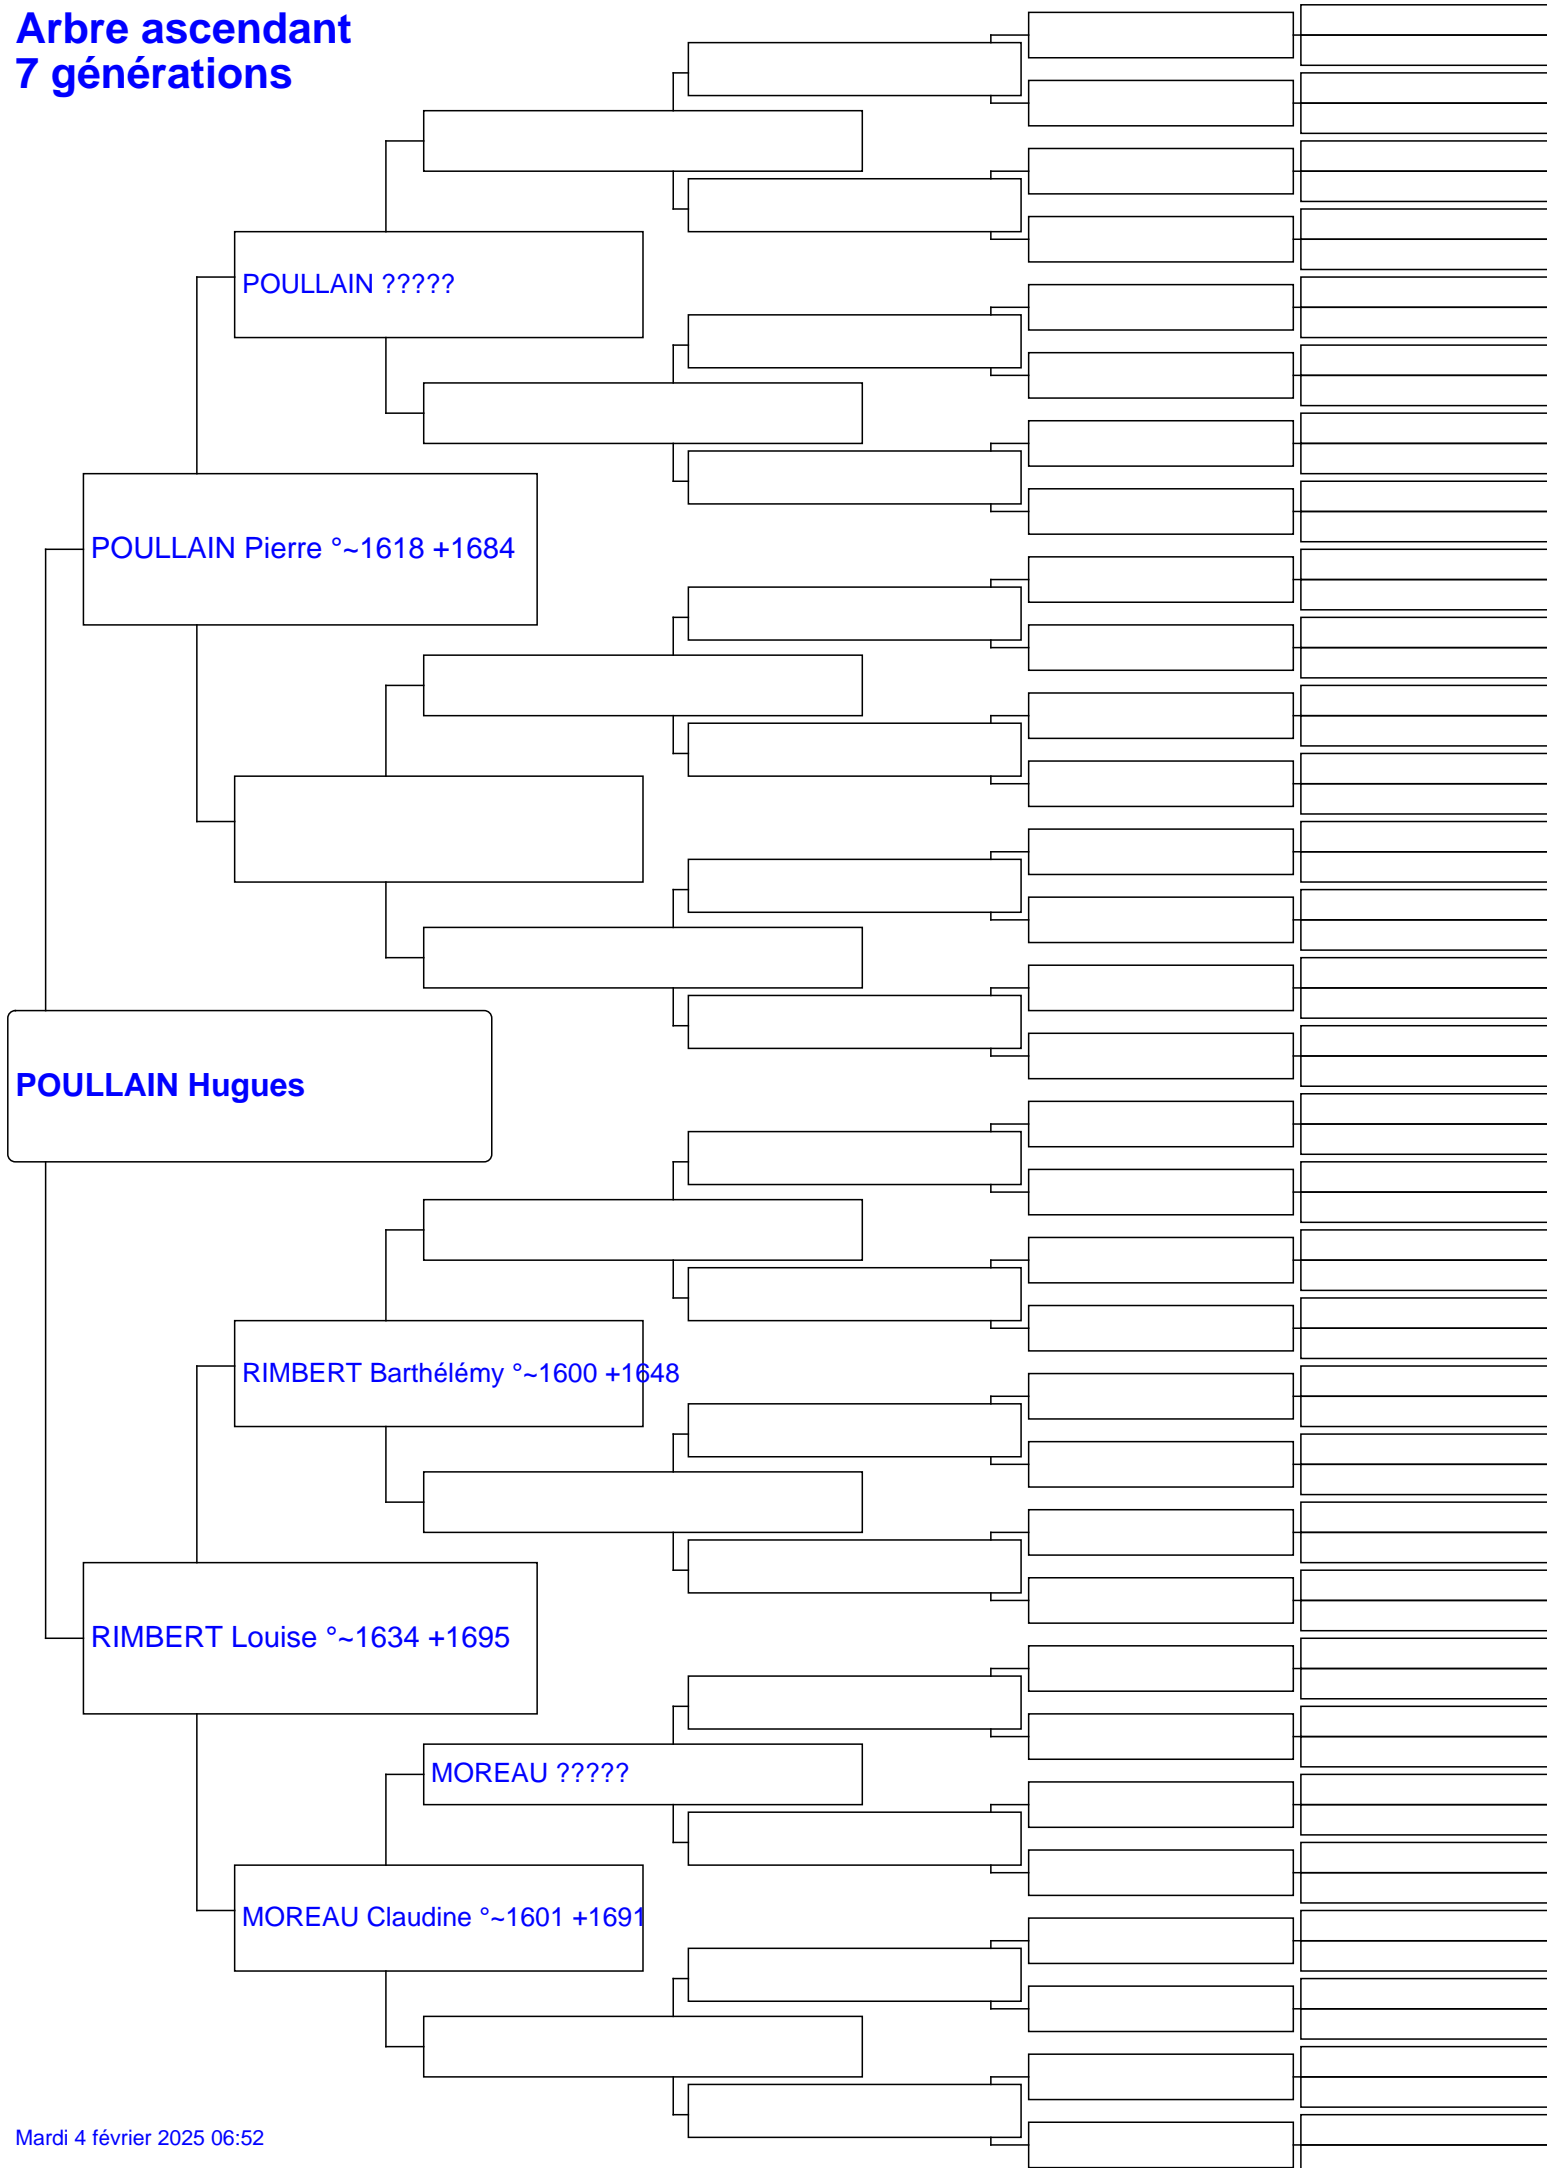 Arbre ascendant
7 générations
POULLAIN ?????
POULLAIN Pierre °~1618 +1684
POULLAIN Hugues
RIMBERT Barthélémy °~1600 +1648
RIMBERT Louise °~1634 +1695
MOREAU ?????
MOREAU Claudine °~1601 +1691
Mardi 4 février 2025 06:52